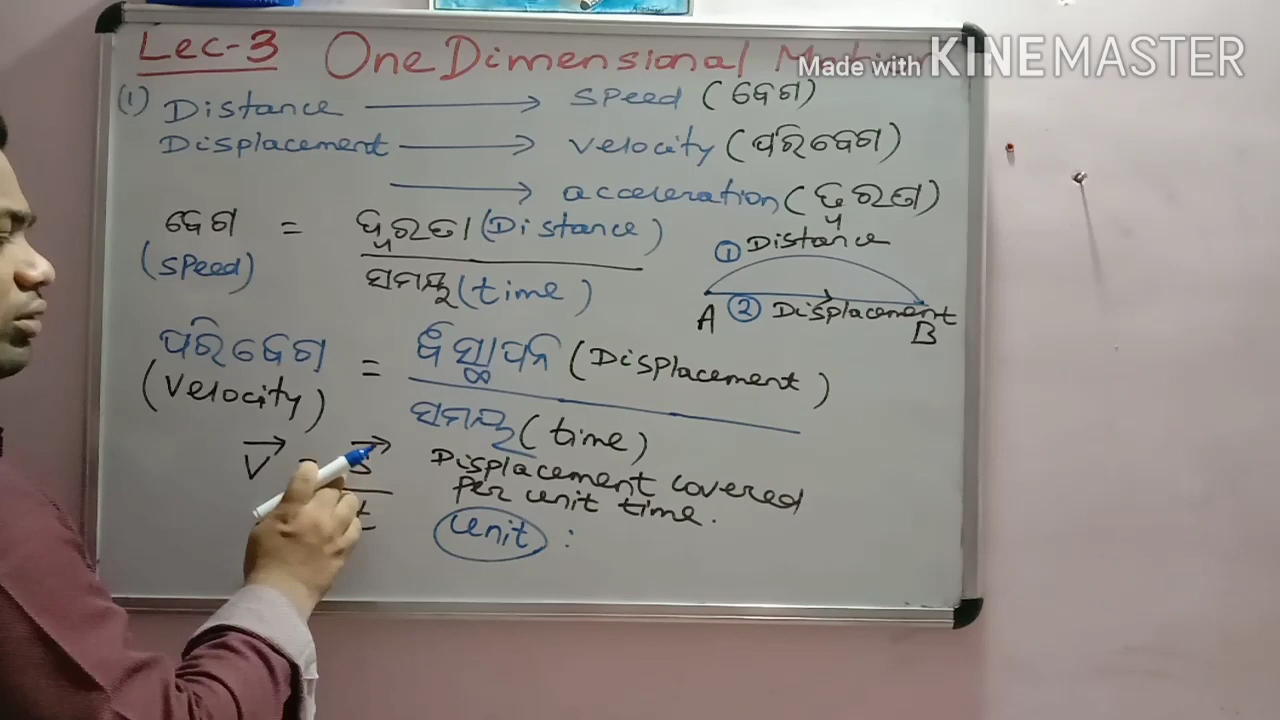 Lec-3 One Dimensional Motion
Made with KINEMASTER
(1) Distance → speed (ବେଗ)
Displacement → velocity (ପରିବେଗ)
→ acceleration (ତ୍ୱରଣ)
ବେଗ = ଦୂରତା (Distance)
(speed) ସମୟ (time)
① Distance
A ② Displacement B
ପରିବେଗ = ବିସ୍ଥାପନ (Displacement)
(velocity) ସମୟ (time)
V = s
t
Displacement covered
Per unit time.
Unit :